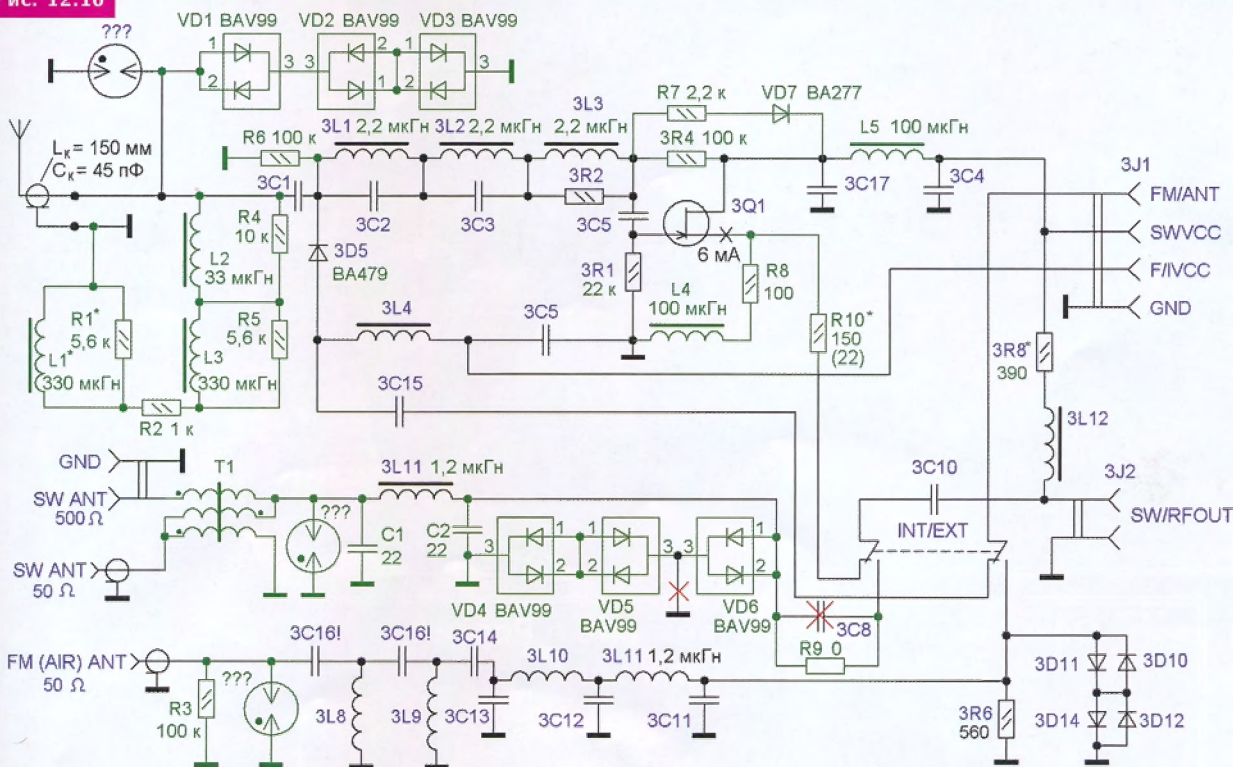 ис. 12.16
???
VD1 BAV99
VD2 BAV99
VD3 BAV99
1
2
3
3
2
1
1
2
3
Lк = 150 мм
Cк = 45 пФ
R6 100 к
3L1 2,2 мкГн
3L2 2,2 мкГн
3L3
2,2 мкГн
R7 2,2 к
VD7 BA277
3R4 100 к
L5 100 мкГн
3C1
3C2
3C3
3R2
3C5
3Q1
6 мА
3C17
3C4
3J1
FM/ANT
SWVCC
F/IVCC
GND
R4
10 к
L2
33 мкГн
3D5
BA479
3R1
22 к
R8
100
L4
100 мкГн
R10*
150
(22)
3R8*
390
R1*
5,6 к
L1*
330 мкГн
R5
5,6 к
L3
330 мкГн
3L4
3C5
R2 1 к
3C15
3L12
GND
SW ANT
500 Ω
T1
???
3L11 1,2 мкГн
C1
22
C2
22
3
1
2
1
2
3
3
1
2
VD4 BAV99
VD5
BAV99
VD6
BAV99
3C10
INT/EXT
3J2
SW/RFOUT
SW ANT
50 Ω
3C8
R9 0
FM (AIR) ANT
50 Ω
R3
100 к
???
3C16!
3C16!
3C14
3L8
3L9
3C13
3L10
3L11 1,2 мкГн
3C12
3C11
3R6
560
3D11
3D10
3D14
3D12